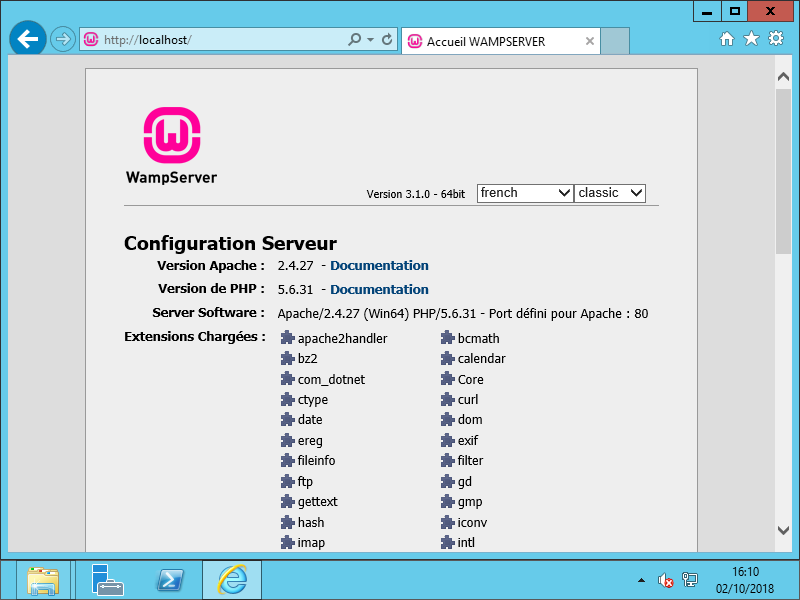 http://localhost/
Accueil WAMPSERVER
WampServer
Version 3.1.0 - 64bit french classic
Configuration Serveur
Version Apache : 2.4.27 - Documentation
Version de PHP : 5.6.31 - Documentation
Server Software : Apache/2.4.27 (Win64) PHP/5.6.31 - Port défini pour Apache : 80
Extensions Chargées : apache2handler bcmath
bz2 calendar
com_dotnet Core
ctype curl
date dom
ereg exif
fileinfo filter
ftp gd
gettext gmp
hash iconv
imap intl
16:10
02/10/2018